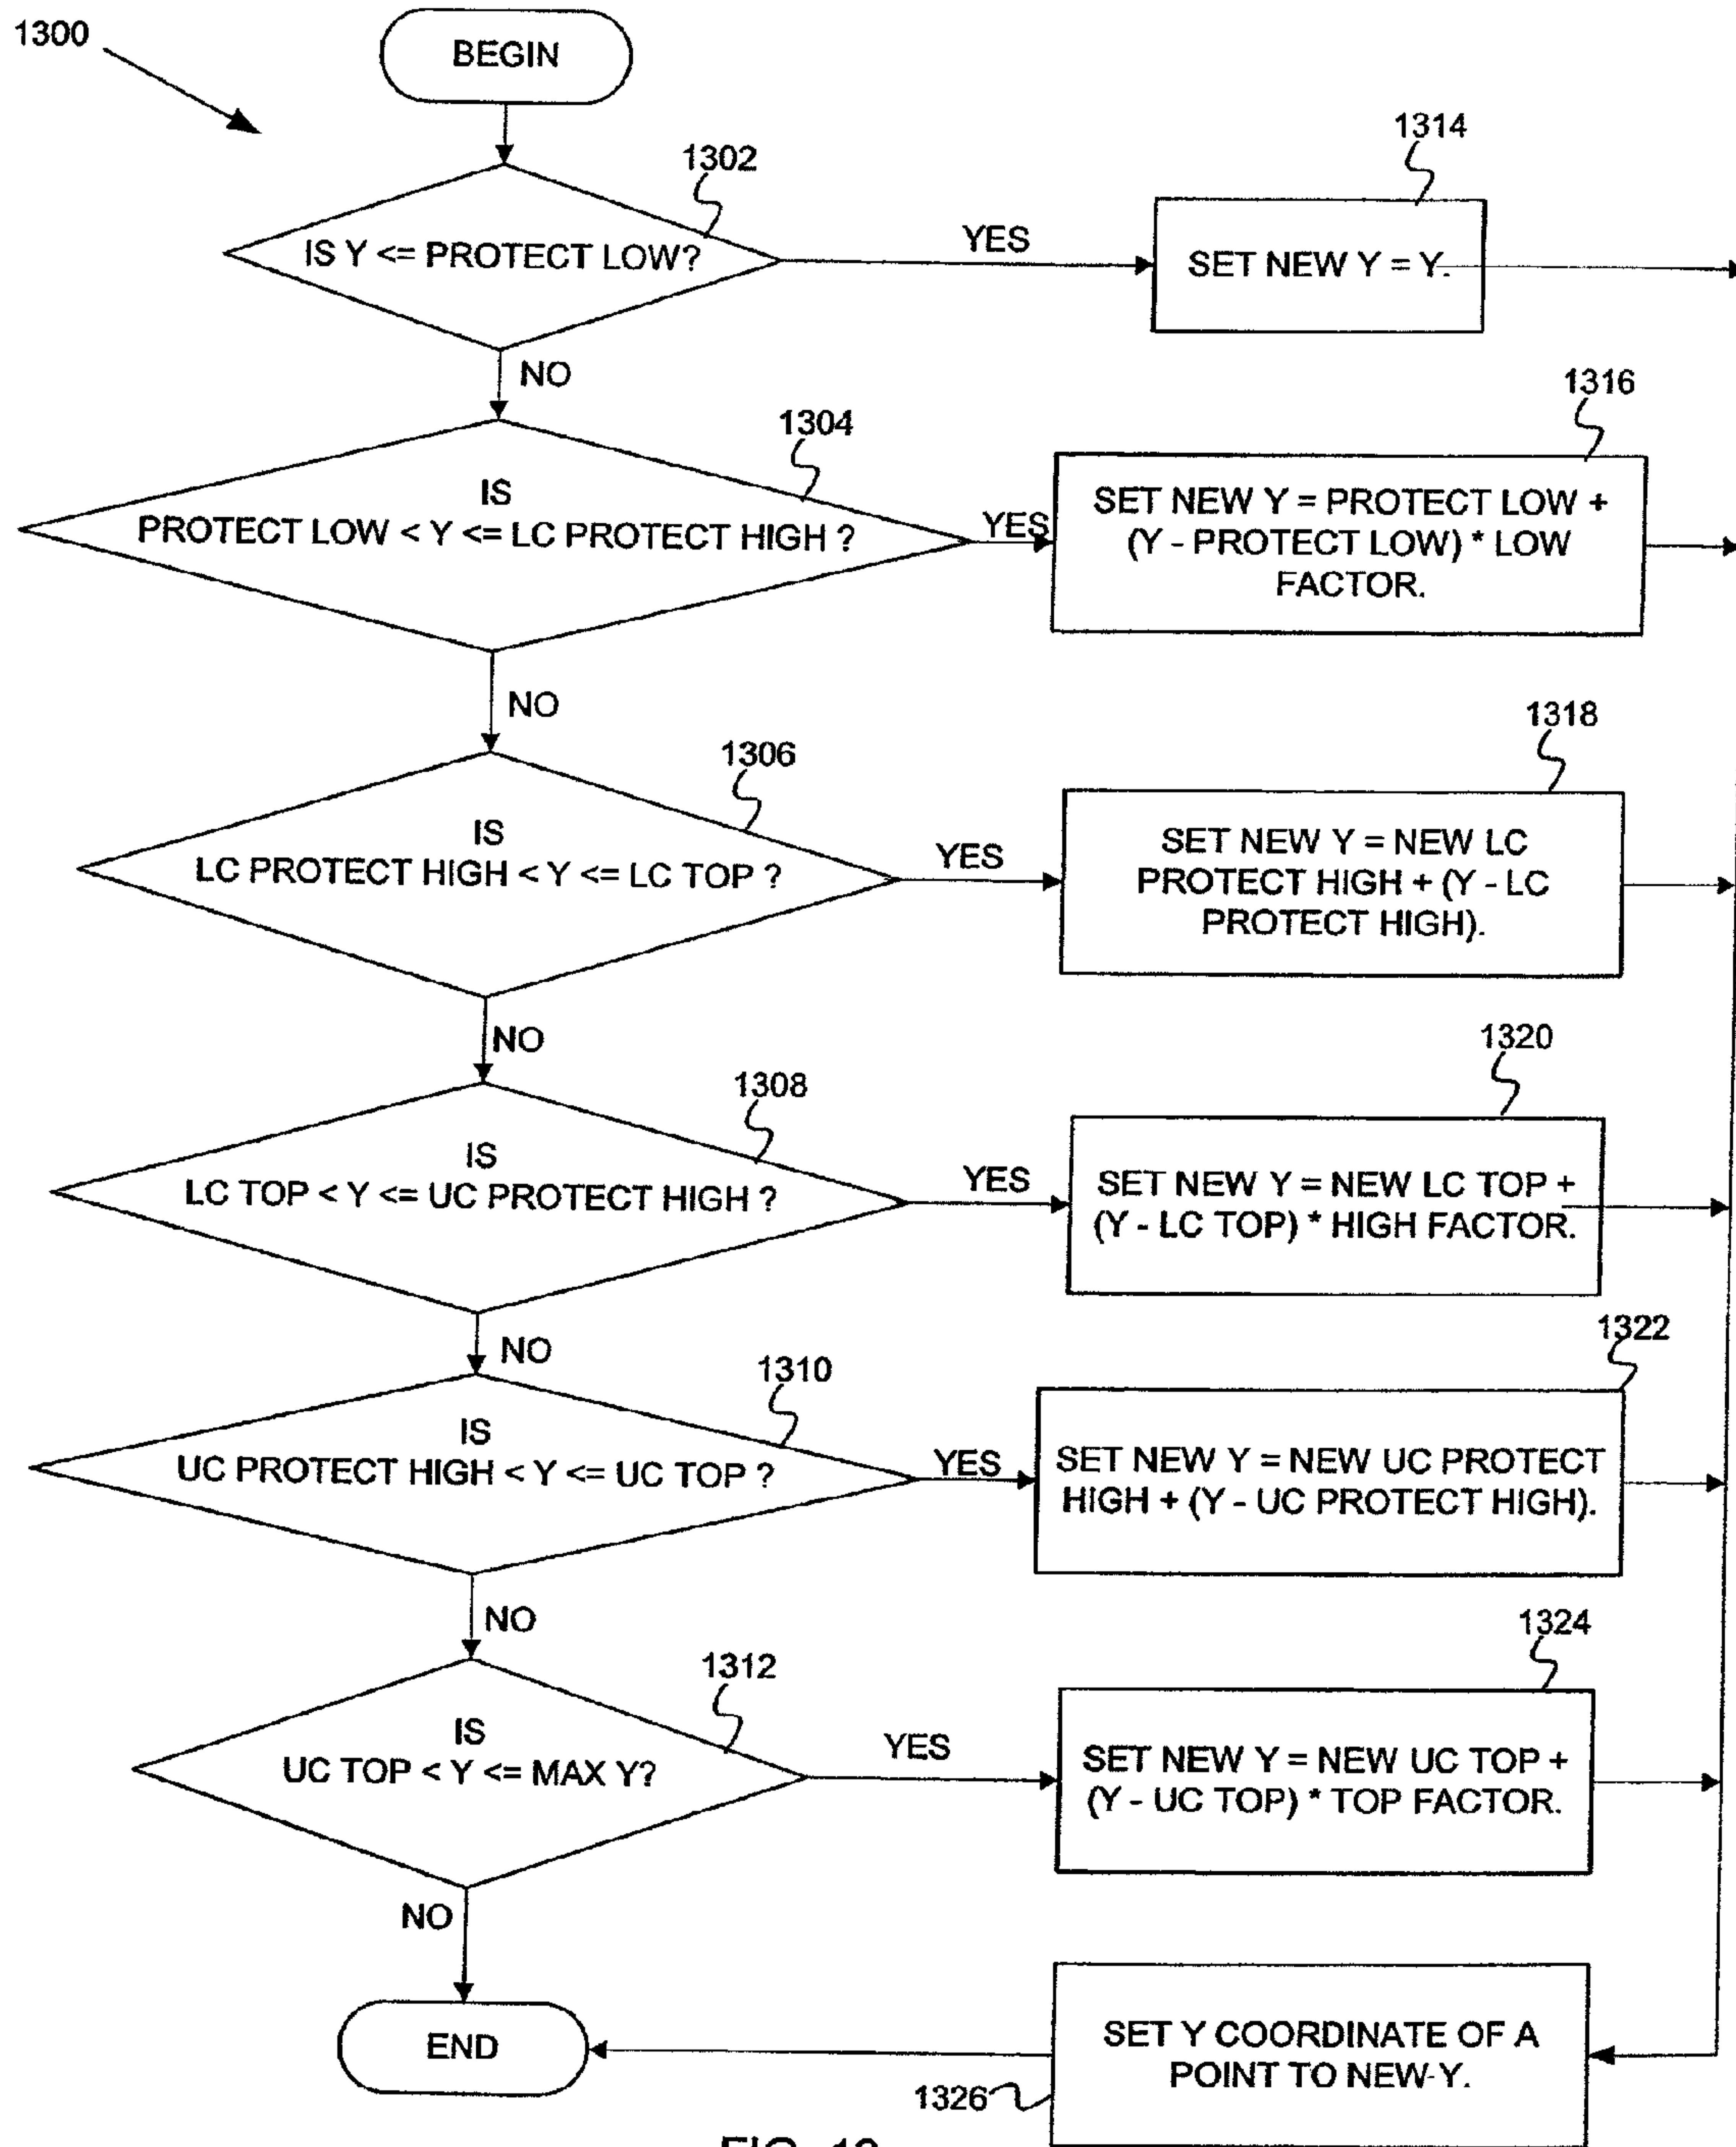 1300
BEGIN
1302
IS Y <= PROTECT LOW?
YES
1314
SET NEW Y = Y.
NO
1304
IS
PROTECT LOW < Y <= LC PROTECT HIGH ?
YES
1316
SET NEW Y = PROTECT LOW +
(Y - PROTECT LOW) * LOW
FACTOR.
NO
1306
IS
LC PROTECT HIGH < Y <= LC TOP ?
YES
1318
SET NEW Y = NEW LC
PROTECT HIGH + (Y - LC
PROTECT HIGH).
NO
1308
IS
LC TOP < Y <= UC PROTECT HIGH ?
YES
1320
SET NEW Y = NEW LC TOP +
(Y - LC TOP) * HIGH FACTOR.
NO
1310
IS
UC PROTECT HIGH < Y <= UC TOP ?
YES
1322
SET NEW Y = NEW UC PROTECT
HIGH + (Y - UC PROTECT HIGH).
NO
1312
IS
UC TOP < Y <= MAX Y?
YES
1324
SET NEW Y = NEW UC TOP +
(Y - UC TOP) * TOP FACTOR.
NO
END
SET Y COORDINATE OF A
POINT TO NEW-Y.
1326